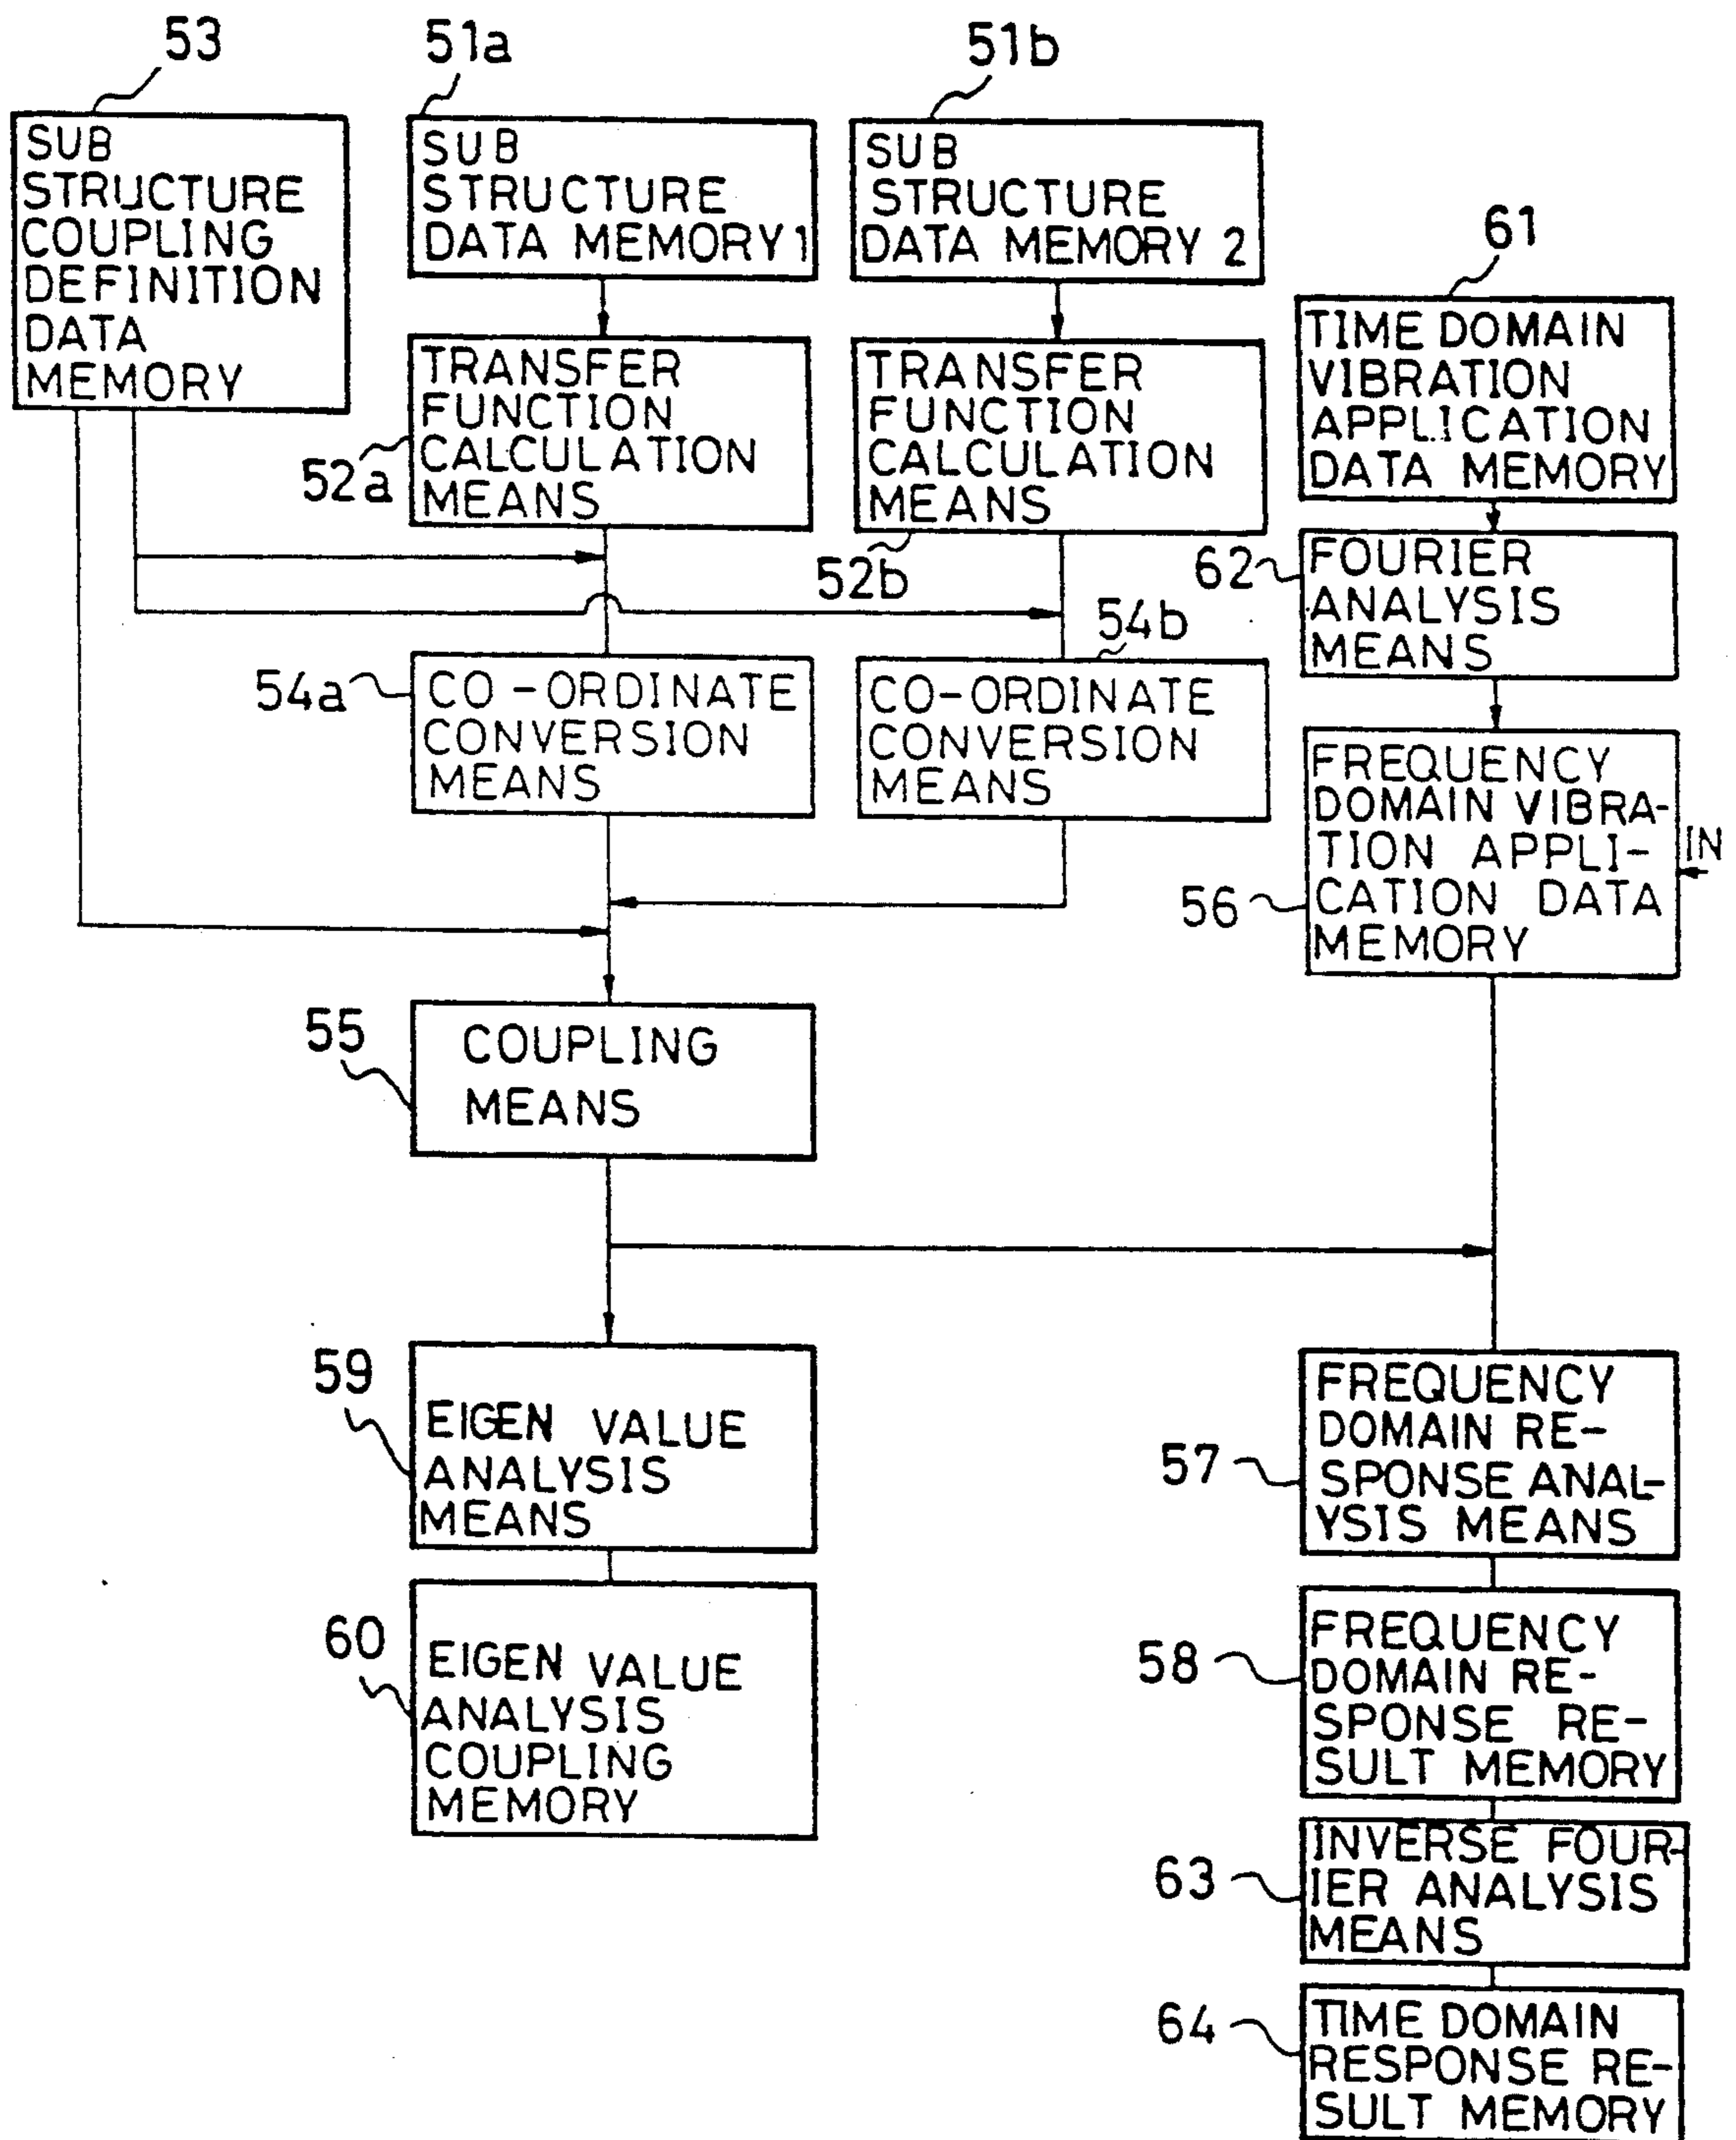 53
51a
51b
SUB
STRUCTURE
COUPLING
DEFINITION
DATA
MEMORY
SUB
STRUCTURE
DATA MEMORY 1
SUB
STRUCTURE
DATA MEMORY 2
61
TIME DOMAIN
VIBRATION
APPLICATION
DATA MEMORY
52a
TRANSFER
FUNCTION
CALCULATION
MEANS
TRANSFER
FUNCTION
CALCULATION
MEANS
52b
62
FOURIER
ANALYSIS
MEANS
54a
CO-ORDINATE
CONVERSION
MEANS
54b
CO-ORDINATE
CONVERSION
MEANS
56
FREQUENCY
DOMAIN VIBRA-
TION APPLI-
CATION DATA
MEMORY
IN
55
COUPLING
MEANS
59
EIGEN VALUE
ANALYSIS
MEANS
57
FREQUENCY
DOMAIN RE-
SPONSE ANAL-
YSIS MEANS
60
EIGEN VALUE
ANALYSIS
COUPLING
MEMORY
58
FREQUENCY
DOMAIN RE-
SPONSE RE-
SULT MEMORY
63
INVERSE FOUR-
IER ANALYSIS
MEANS
64
TIME DOMAIN
RESPONSE RE-
SULT MEMORY